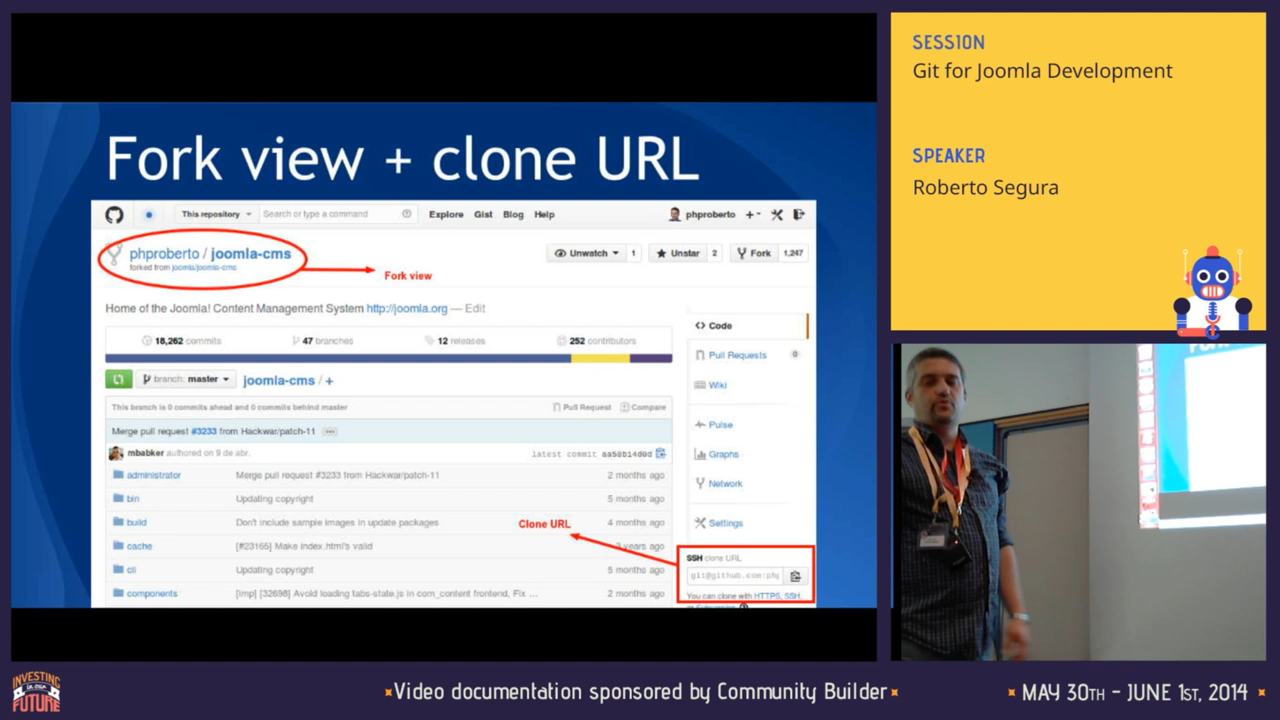 Fork view + clone URL
This repository
Search or type a command
Explore Gist Blog Help
phproberto
phproberto / joomla-cms
forked from joomla/joomla-cms
Unwatch 1
Unstar 2
Fork 1,247
Fork view
Home of the Joomla! Content Management System http://joomla.org — Edit
18,262 commits
47 branches
12 releases
252 contributors
branch: master
joomla-cms / +
This branch is 0 commits ahead and 0 commits behind master
Pull Request
Compare
Merge pull request #3233 from Hackwar/patch-11
mbabker authored on 9 de abr.
latest commit
administrator Merge pull request #3233 from Hackwar/patch-11 2 months ago
bin Updating copyright 5 months ago
build Don't include sample images in update packages 4 months ago
cache [#23165] Make index.html's valid years ago
cli Updating copyright 5 months ago
components [imp] [32698] Avoid loading tabs-state.js in com_content frontend, Fix ... 2 months ago
Code
Pull Requests 0
Wiki
Pulse
Graphs
Network
Settings
Clone URL
SSH clone URL
git@github.com:php
You can clone with HTTPS, SSH,
SESSION
Git for Joomla Development
SPEAKER
Roberto Segura
INVESTING
IN OUR
FUTURE
Video documentation sponsored by Community Builder
MAY 30TH - JUNE 1ST, 2014